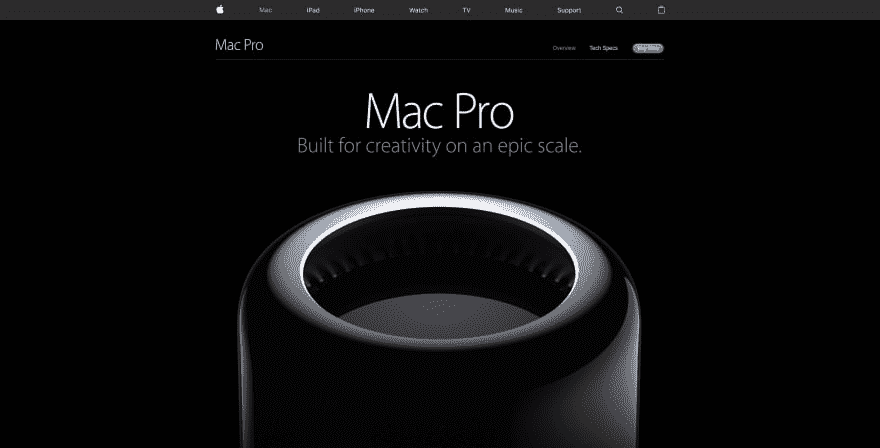 Mac iPad iPhone Watch TV Music Support
Mac Pro
Overview Tech Specs
Mac Pro
Built for creativity on an epic scale.